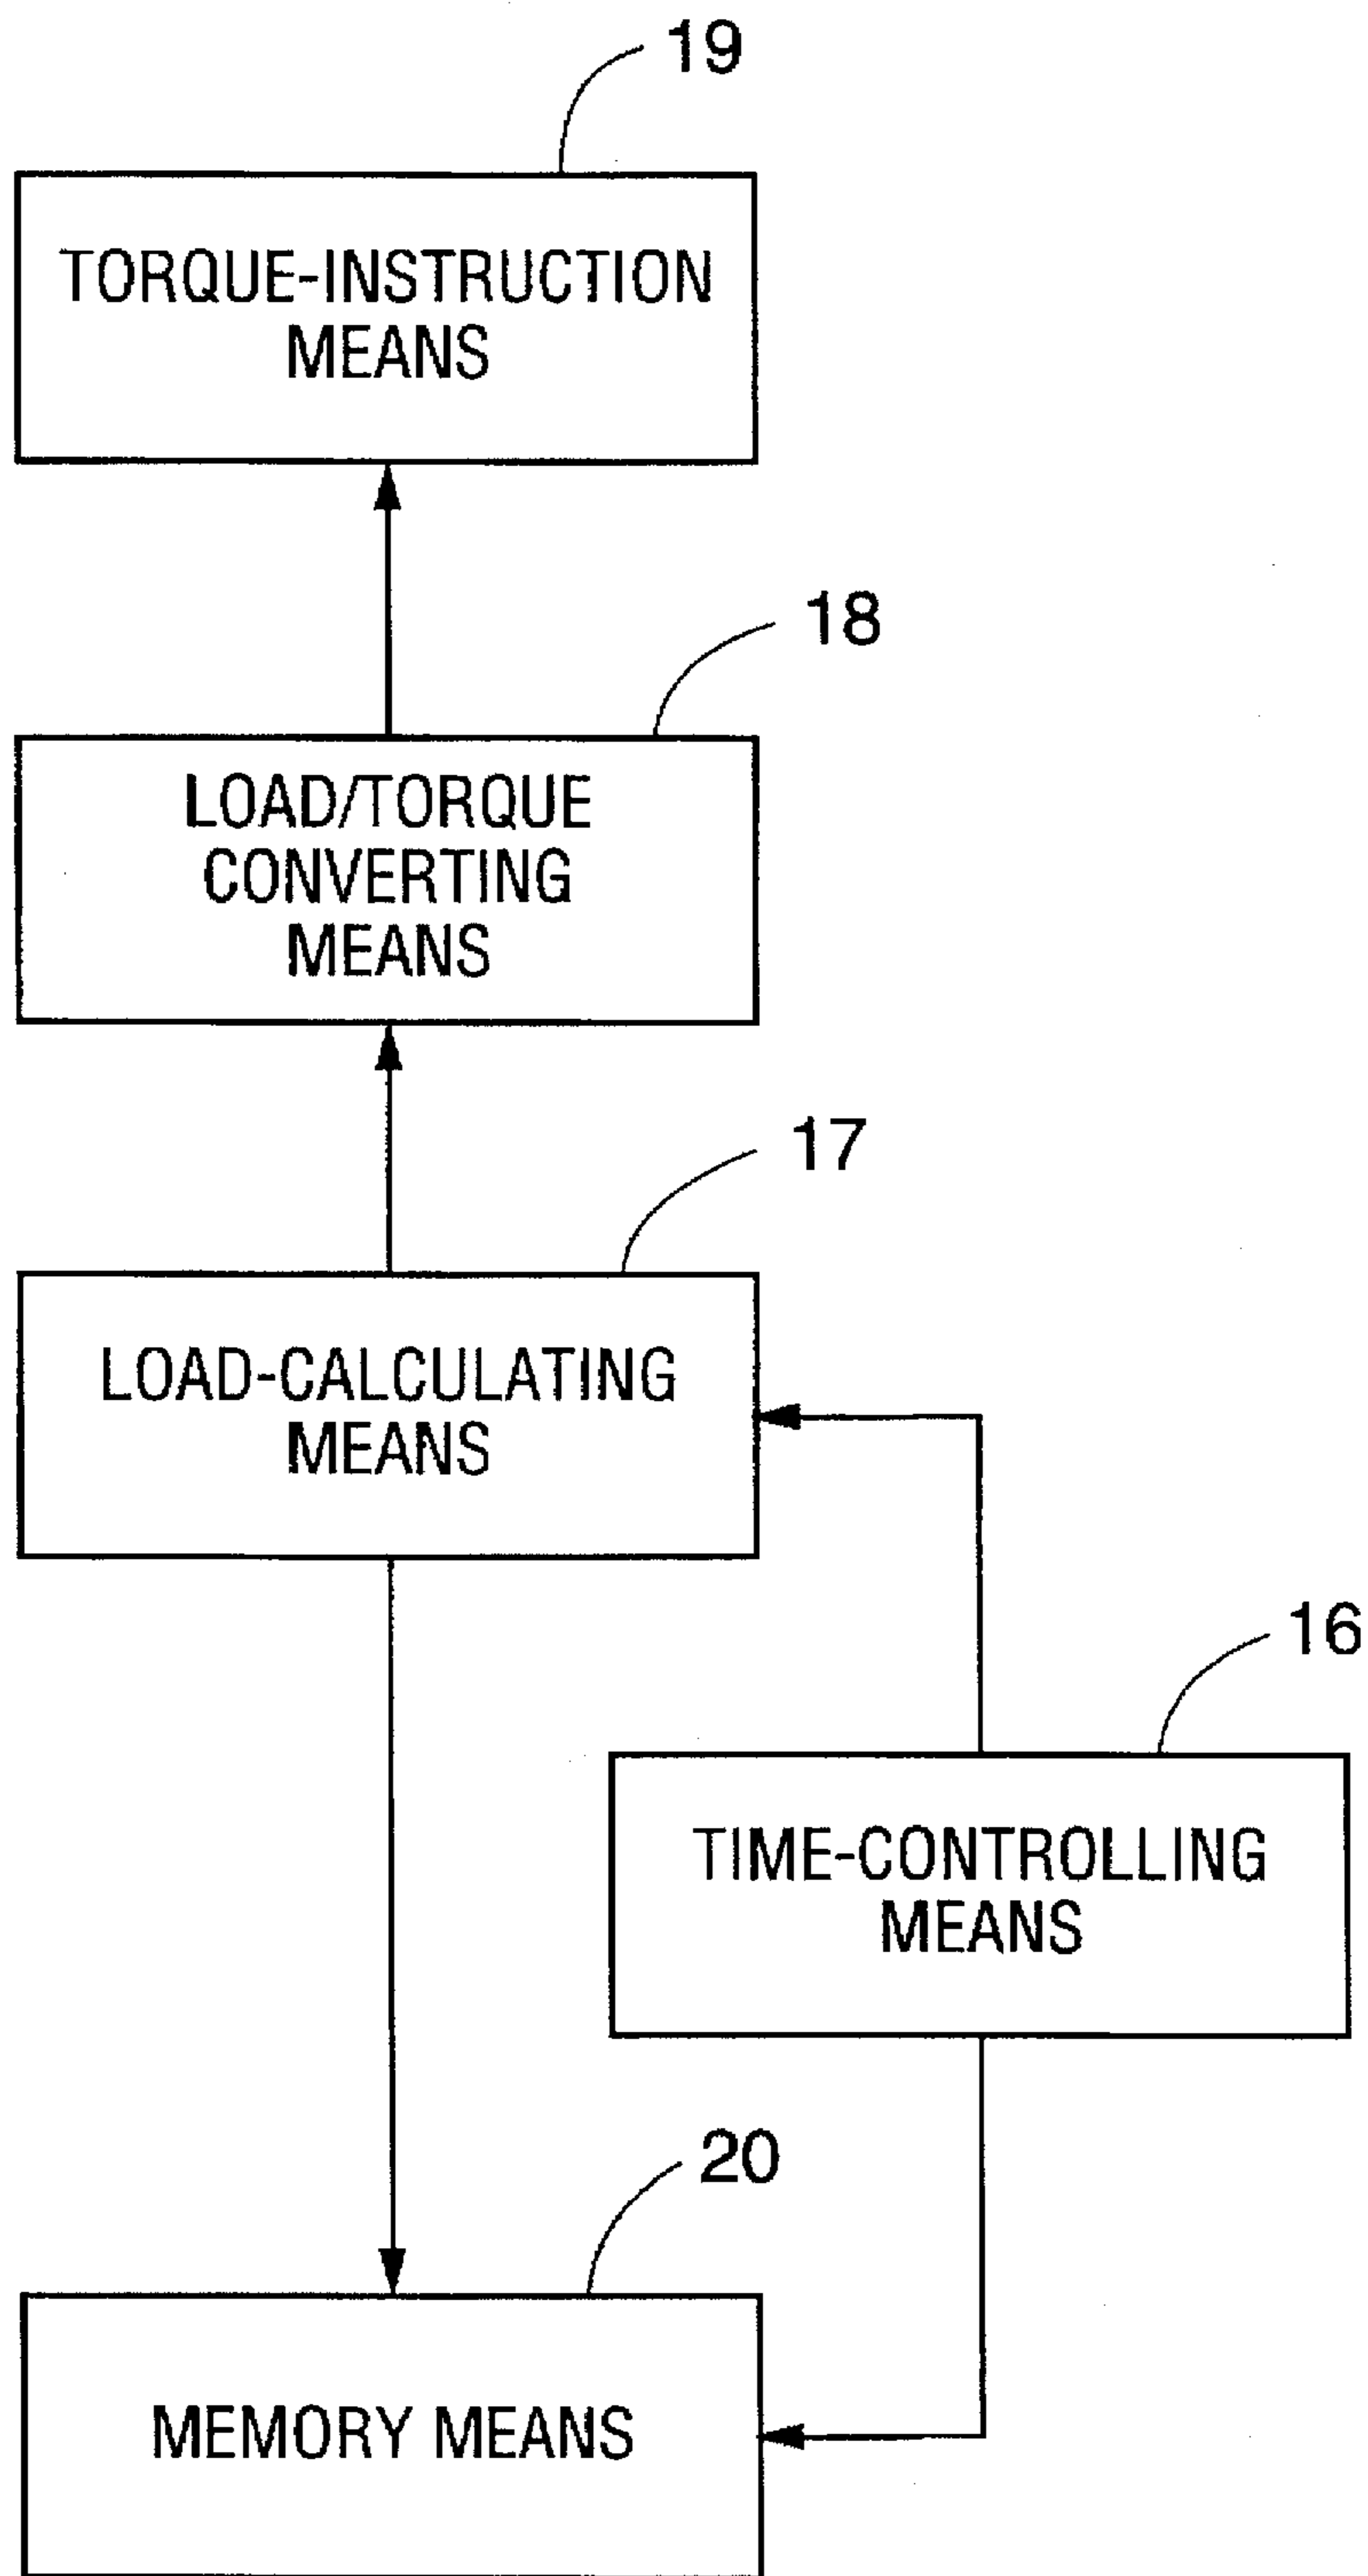 19
TORQUE-INSTRUCTION
MEANS
18
LOAD/TORQUE
CONVERTING
MEANS
17
LOAD-CALCULATING
MEANS
16
TIME-CONTROLLING
MEANS
20
MEMORY MEANS